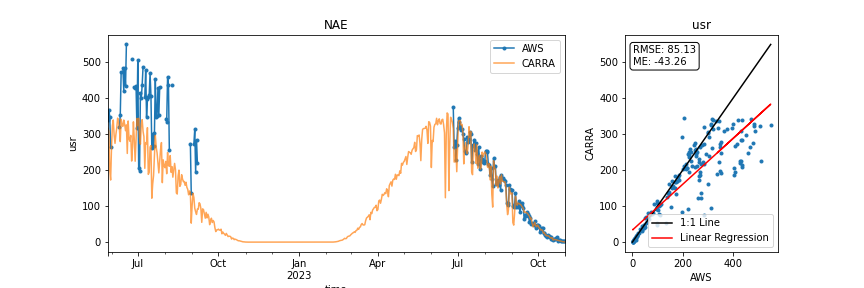 NAE
usr
500
400
300
200
100
0
usr
AWS
CARRA
Jul
Oct
Jan
2023
Apr
Jul
Oct
time
usr
500
400
300
200
100
0
CARRA
RMSE: 85.13
ME: -43.26
1:1 Line
Linear Regression
0
200
400
AWS